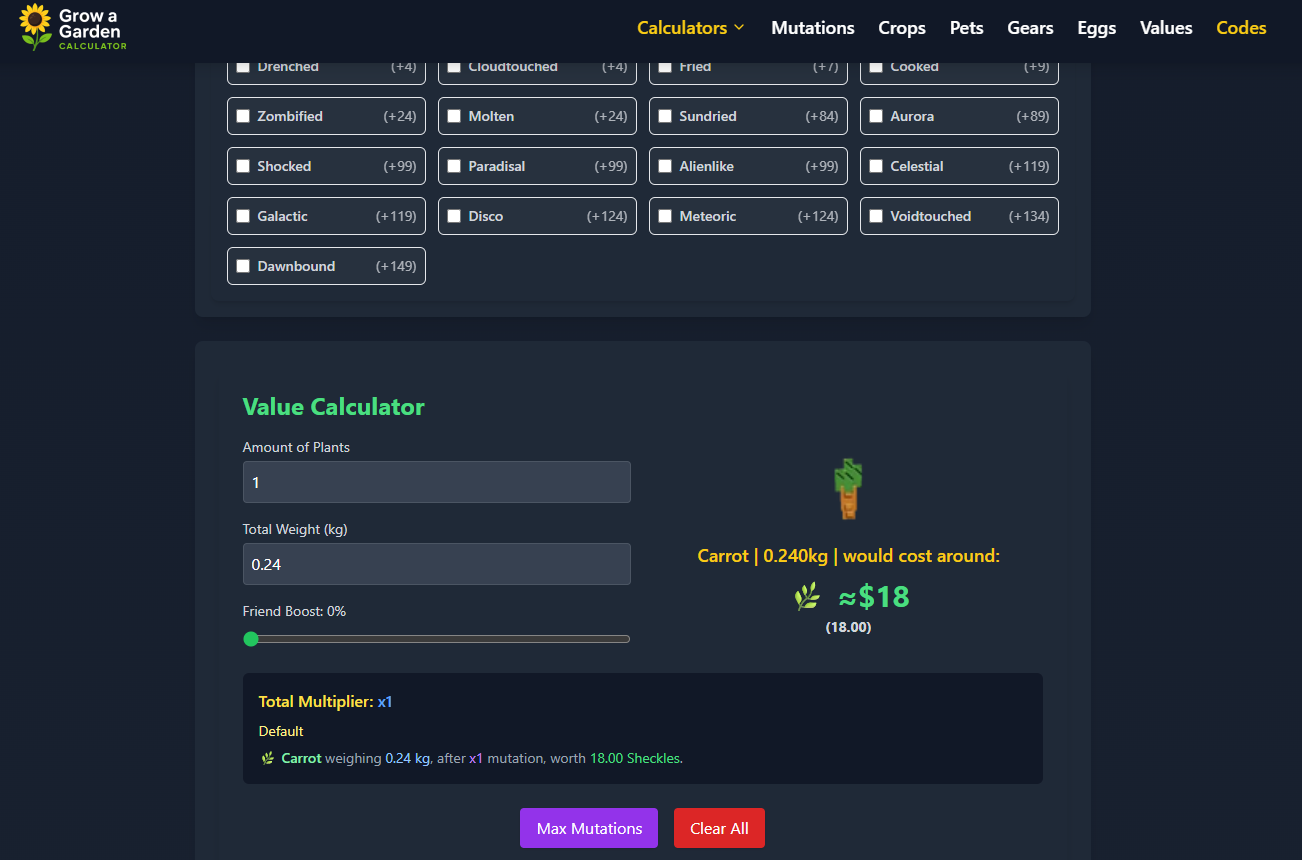 Grow a
Garden
CALCULATOR
Calculators Mutations Crops Pets Gears Eggs Values Codes
Drenched (+4) Cloudtouched (+4) Fried (+7) Cooked (+9)
Zombified (+24) Molten (+24) Sundried (+84) Aurora (+89)
Shocked (+99) Paradisal (+99) Alienlike (+99) Celestial (+119)
Galactic (+119) Disco (+124) Meteoric (+124) Voidtouched (+134)
Dawnbound (+149)
Value Calculator
Amount of Plants
1
Total Weight (kg)
0.24
Friend Boost: 0%
Carrot | 0.240kg | would cost around:
≈$18
(18.00)
Total Multiplier: x1
Default
Carrot weighing 0.24 kg, after x1 mutation, worth 18.00 Sheckles.
Max Mutations Clear All